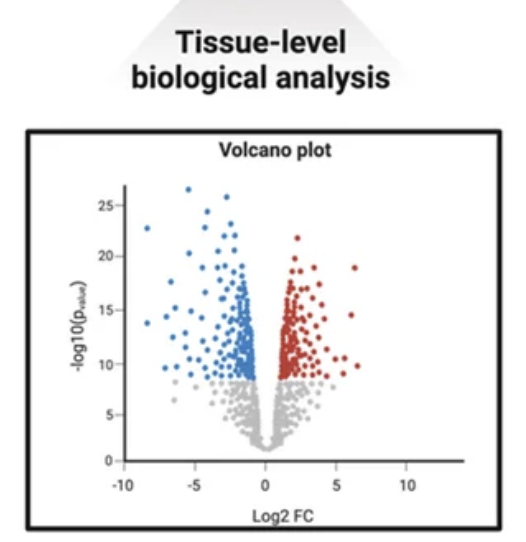 Tissue-level
biological analysis
Volcano plot
-log10(pvalue)
25
20
15
10
5
0
-10 -5 0 5 10
Log2 FC